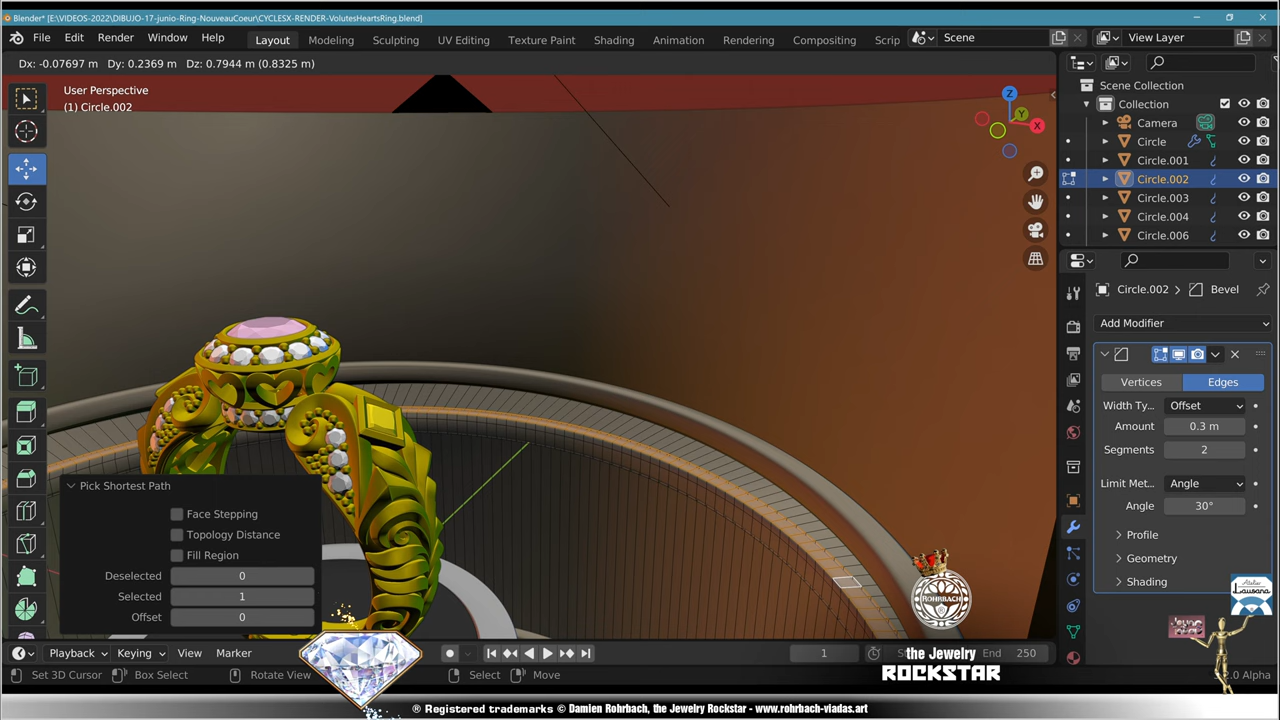 Blender* [E:\VIDEOS-2022\DIBUJO-17-junio-Ring-NouveauCoeur\CYCLESX-RENDER-VolutesHeartsRing.blend]
File Edit Render Window Help Layout Modeling Sculpting UV Editing Texture Paint Shading Animation Rendering Compositing Scrip Scene View Layer
Dx: -0.07697 m Dy: 0.2369 m Dz: 0.7944 m (0.8325 m)
User Perspective
(1) Circle.002
Z
Y
X
Scene Collection
Collection
Camera
Circle
Circle.001
Circle.002
Circle.003
Circle.004
Circle.006
Circle.002 > Bevel
Add Modifier
Vertices Edges
Width Ty... Offset
Amount 0.3 m
Segments 2
Limit Met... Angle
Angle 30°
Profile
Geometry
Shading
Pick Shortest Path
Face Stepping
Topology Distance
Fill Region
Deselected 0
Selected 1
Offset 0
ROHRBACH
Atelier
Lausana
Playback Keying View Marker 1 End 250
the Jewelry
ROCKSTAR
Set 3D Cursor Box Select Rotate View Select Move .0 Alpha
® Registered trademarks © Damien Rohrbach, the Jewelry Rockstar - www.rohrbach-viadas.art